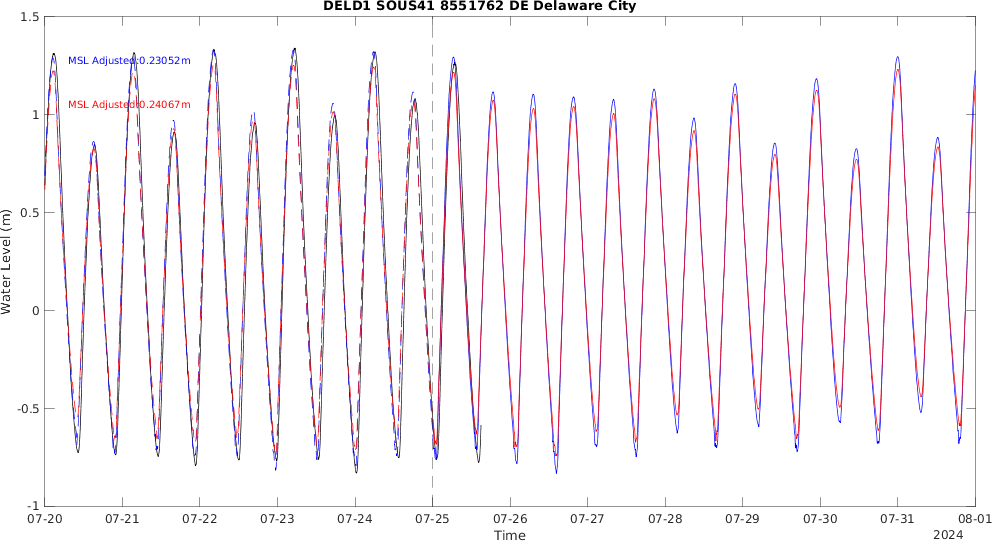 DELD1 SOUS41 8551762 DE Delaware City
1.5
MSL Adjusted:0.23052m
MSL Adjusted:0.24067m
1
0.5
Water Level (m)
0
-0.5
-1
07-20 07-21 07-22 07-23 07-24 07-25 07-26 07-27 07-28 07-29 07-30 07-31 08-01
Time
2024